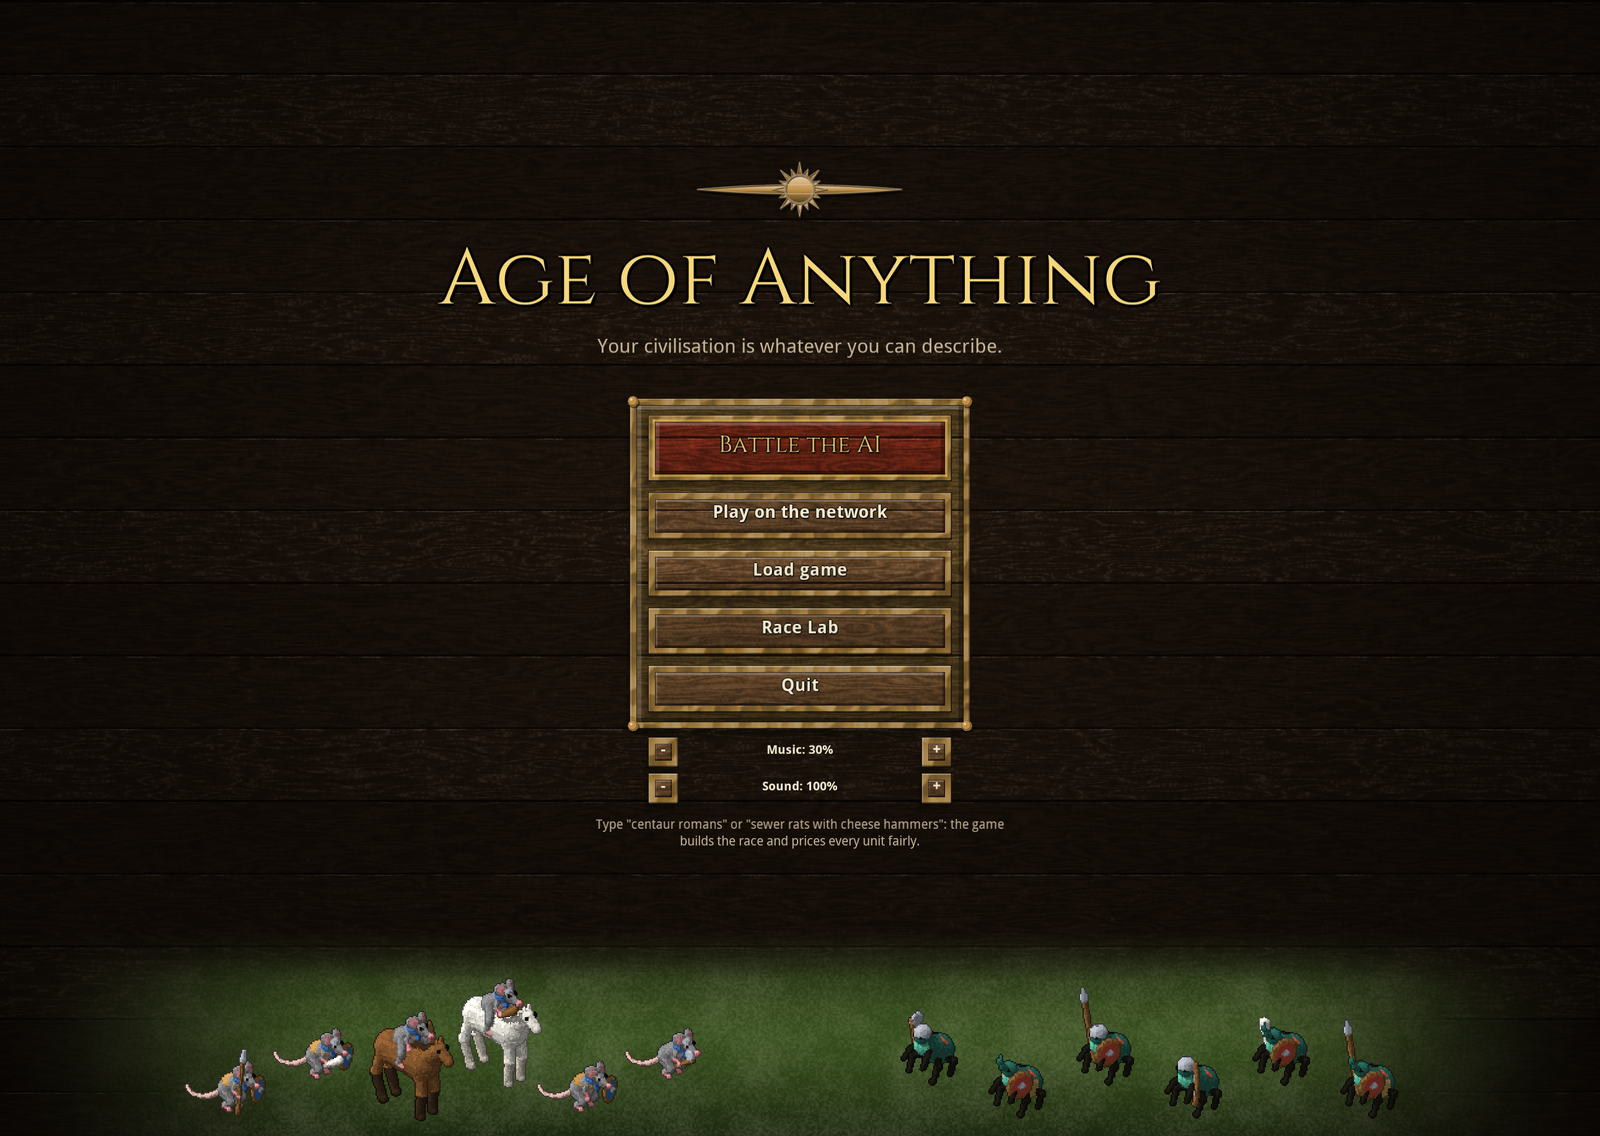 Age of Anything
Your civilisation is whatever you can describe.
Battle the AI
Play on the network
Load game
Race Lab
Quit
- Music: 30% +
- Sound: 100% +
Type "centaur romans" or "sewer rats with cheese hammers": the game
builds the race and prices every unit fairly.